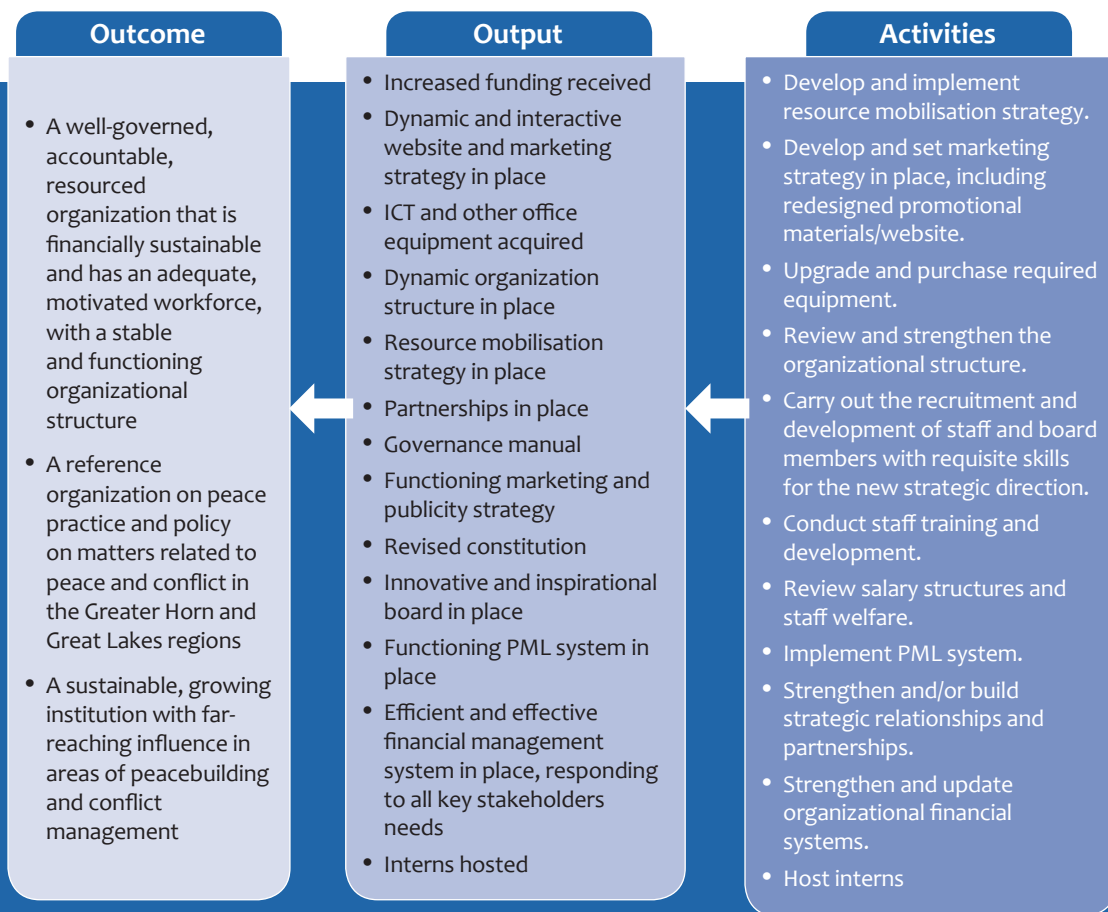 Outcome
• A well-governed,
accountable,
resourced
organization that is
financially sustainable
and has an adequate,
motivated workforce,
with a stable
and functioning
organizational
structure
• A reference
organization on peace
practice and policy
on matters related to
peace and conflict in
the Greater Horn and
Great Lakes regions
• A sustainable, growing
institution with far-
reaching influence in
areas of peacebuilding
and conflict
management
Output
• Increased funding received
• Dynamic and interactive
website and marketing
strategy in place
• ICT and other office
equipment acquired
• Dynamic organization
structure in place
• Resource mobilisation
strategy in place
• Partnerships in place
• Governance manual
• Functioning marketing and
publicity strategy
• Revised constitution
• Innovative and inspirational
board in place
• Functioning PML system in
place
• Efficient and effective
financial management
system in place, responding
to all key stakeholders
needs
• Interns hosted
Activities
• Develop and implement
resource mobilisation strategy.
• Develop and set marketing
strategy in place, including
redesigned promotional
materials/website.
• Upgrade and purchase required
equipment.
• Review and strengthen the
organizational structure.
• Carry out the recruitment and
development of staff and board
members with requisite skills
for the new strategic direction.
• Conduct staff training and
development.
• Review salary structures and
staff welfare.
• Implement PML system.
• Strengthen and/or build
strategic relationships and
partnerships.
• Strengthen and update
organizational financial
systems.
• Host interns